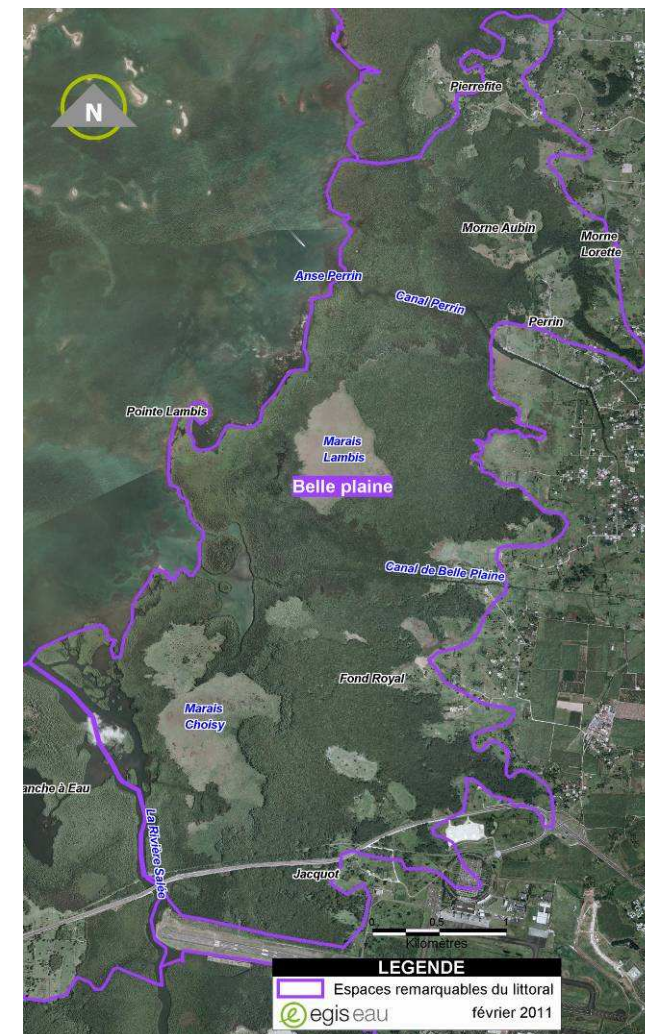 N
Pierrefite
Morne Aubin
Morne
Lorette
Anse Perrin
Canal Perrin
Perrin
Pointe Lambis
Marais
Lambis
Belle plaine
Canal de Belle Plaine
Fond Royal
Marais
Choisy
anche à Eau
La Rivière Salée
Jacquot
0 0,5 1
Kilomètres
LEGENDE
Espaces remarquables du littoral
egis eau
février 2011